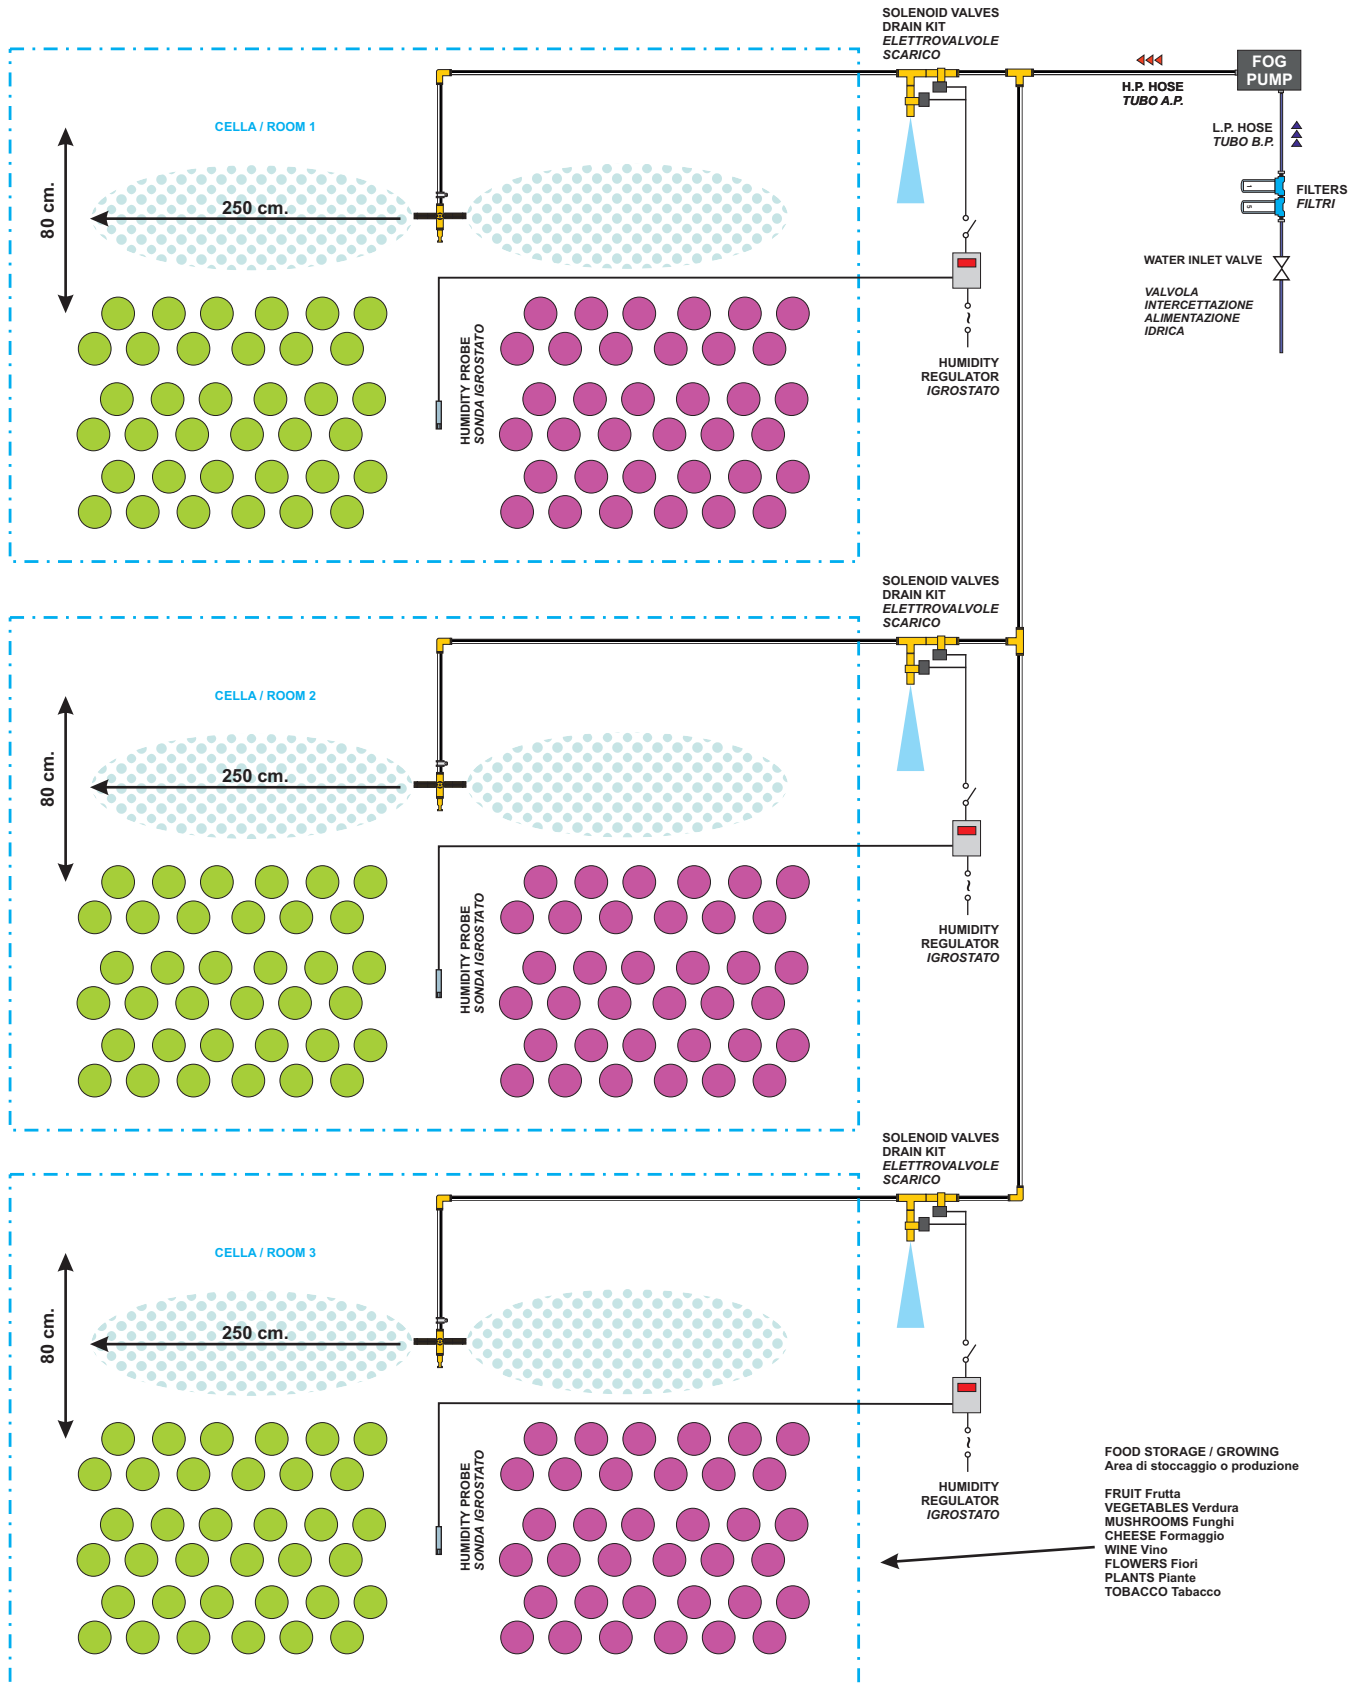 SOLENOID VALVES
DRAIN KIT
ELETTROVALVOLE
SCARICO
FOG
PUMP
H.P. HOSE
TUBO A.P.
L.P. HOSE
TUBO B.P.
1
5
FILTERS
FILTRI
WATER INLET VALVE
VALVOLA
INTERCETTAZIONE
ALIMENTAZIONE
IDRICA
CELLA / ROOM 1
80 cm.
250 cm.
HUMIDITY PROBE
SONDA IGROSTATO
HUMIDITY
REGULATOR
IGROSTATO
SOLENOID VALVES
DRAIN KIT
ELETTROVALVOLE
SCARICO
CELLA / ROOM 2
80 cm.
250 cm.
HUMIDITY PROBE
SONDA IGROSTATO
HUMIDITY
REGULATOR
IGROSTATO
SOLENOID VALVES
DRAIN KIT
ELETTROVALVOLE
SCARICO
CELLA / ROOM 3
80 cm.
250 cm.
HUMIDITY PROBE
SONDA IGROSTATO
HUMIDITY
REGULATOR
IGROSTATO
FOOD STORAGE / GROWING
Area di stoccaggio o produzione
FRUIT Frutta
VEGETABLES Verdura
MUSHROOMS Funghi
CHEESE Formaggio
WINE Vino
FLOWERS Fiori
PLANTS Piante
TOBACCO Tabacco